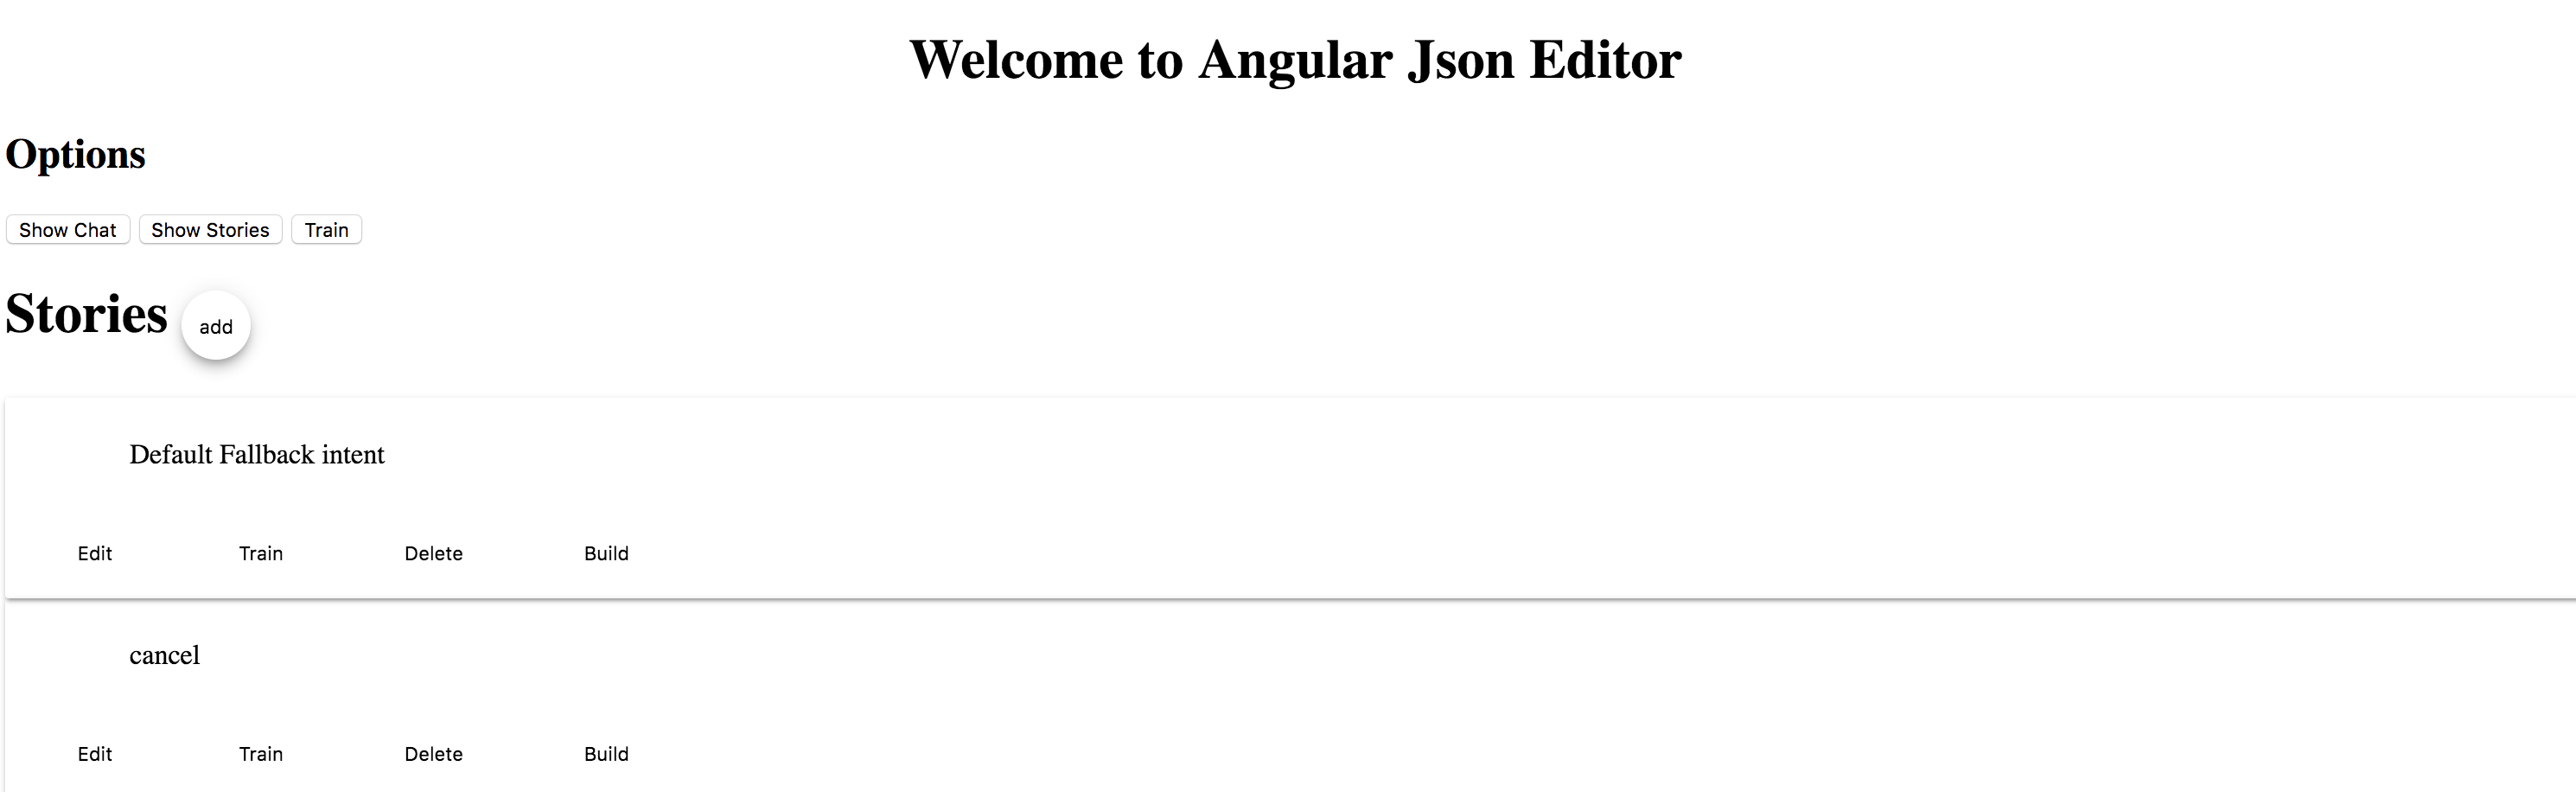 Welcome to Angular Json Editor
Options
Show Chat Show Stories Train
Stories add
Default Fallback intent
Edit Train Delete Build
cancel
Edit Train Delete Build